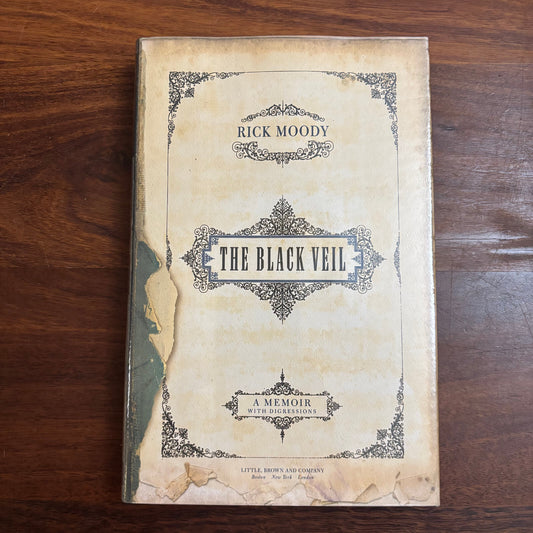 RICK MOODY
THE BLACK VEIL
A MEMOIR
WITH DIGRESSIONS
LITTLE, BROWN AND COMPANY
Boston New York London